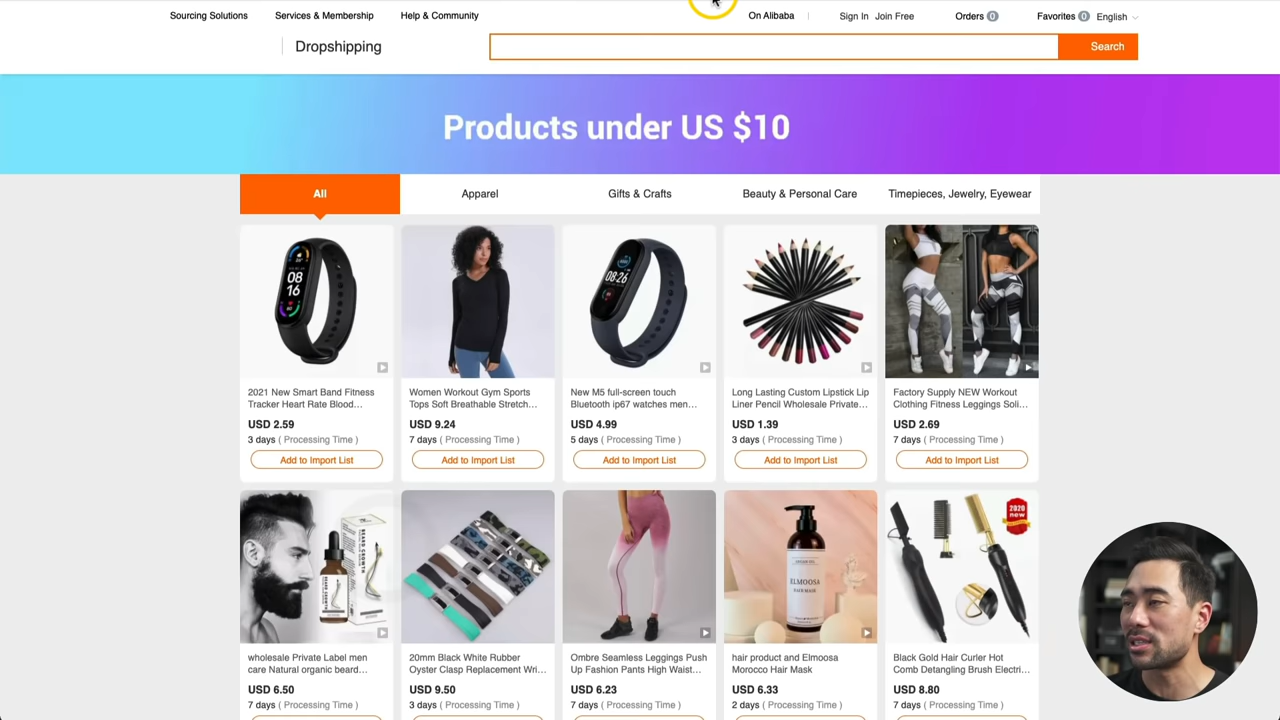 Sourcing Solutions Services & Membership Help & Community On Alibaba Sign In Join Free Orders 0 Favorites 0 English
Dropshipping Search
Products under US $10
All Apparel Gifts & Crafts Beauty & Personal Care Timepieces, Jewelry, Eyewear
08
16
08:26
2021 New Smart Band Fitness
Tracker Heart Rate Blood...
USD 2.59
3 days ( Processing Time )
Add to Import List
Women Workout Gym Sports
Tops Soft Breathable Stretch...
USD 9.24
7 days ( Processing Time )
Add to Import List
New M5 full-screen touch
Bluetooth ip67 watches men...
USD 4.99
5 days ( Processing Time )
Add to Import List
Long Lasting Custom Lipstick Lip
Liner Pencil Wholesale Private...
USD 1.39
3 days ( Processing Time )
Add to Import List
Factory Supply NEW Workout
Clothing Fitness Leggings Soli...
USD 2.69
7 days ( Processing Time )
Add to Import List
BEARD GROWTH
ELMOOSA
HAIR MASK
2020
new
wholesale Private Label men
care Natural organic beard...
USD 6.50
7 days ( Processing Time )
20mm Black White Rubber
Oyster Clasp Replacement Wri...
USD 9.50
3 days ( Processing Time )
Ombre Seamless Leggings Push
Up Fashion Pants High Waist...
USD 6.23
7 days ( Processing Time )
hair product and Elmoosa
Morocco Hair Mask
USD 6.33
2 days ( Processing Time )
Black Gold Hair Curler Hot
Comb Detangling Brush Electri...
USD 8.80
7 days ( Processing Time )